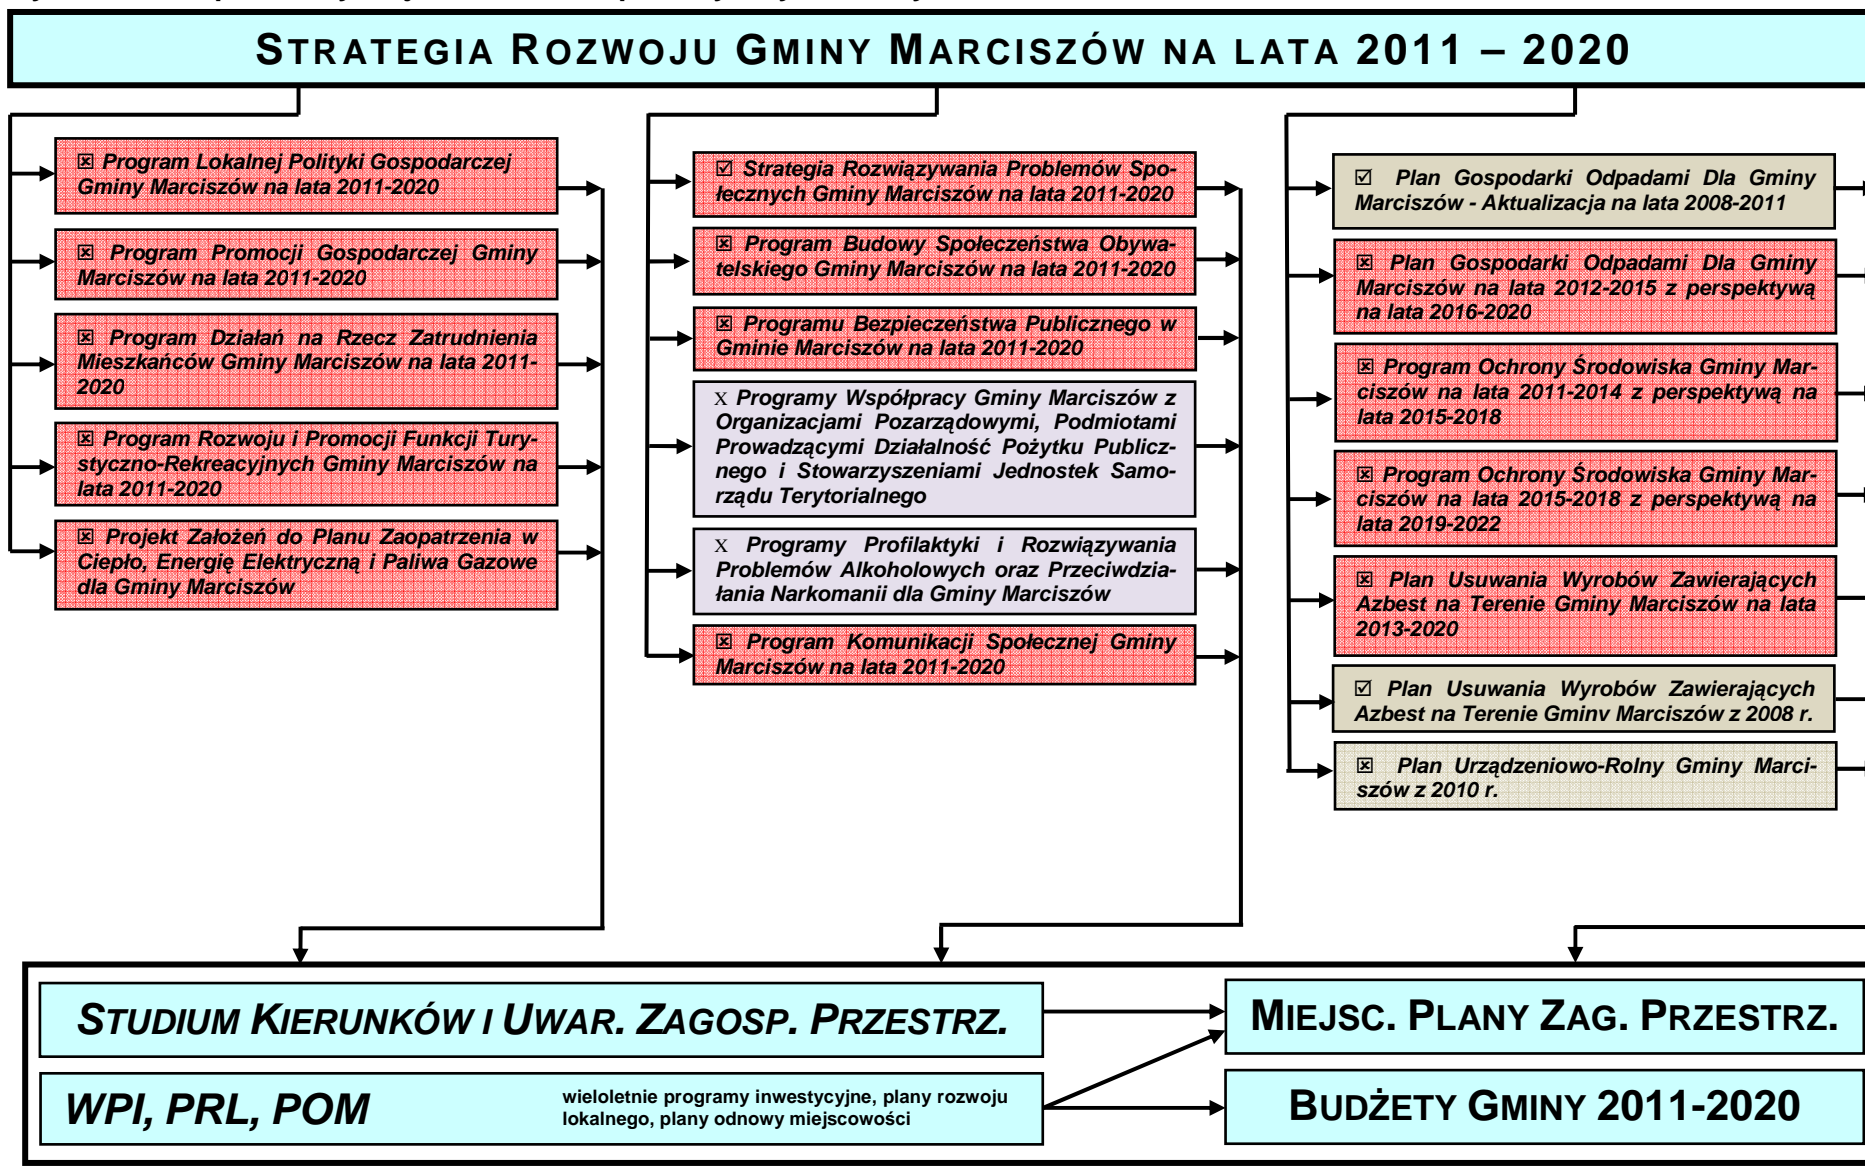 STRATEGIA ROZWOJU GMINY MARCISZÓW NA LATA 2011 – 2020
☒ Program Lokalnej Polityki Gospodarczej
Gminy Marciszów na lata 2011-2020
☒ Program Promocji Gospodarczej Gminy
Marciszów na lata 2011-2020
☒ Program Działań na Rzecz Zatrudnienia
Mieszkańców Gminy Marciszów na lata 2011-
2020
☒ Program Rozwoju i Promocji Funkcji Tury-
styczno-Rekreacyjnych Gminy Marciszów na
lata 2011-2020
☒ Projekt Założeń do Planu Zaopatrzenia w
Ciepło, Energię Elektryczną i Paliwa Gazowe
dla Gminy Marciszów
☑ Strategia Rozwiązywania Problemów Spo-
łecznych Gminy Marciszów na lata 2011-2020
☒ Program Budowy Społeczeństwa Obywa-
telskiego Gminy Marciszów na lata 2011-2020
☒ Programu Bezpieczeństwa Publicznego w
Gminie Marciszów na lata 2011-2020
X Programy Współpracy Gminy Marciszów z
Organizacjami Pozarządowymi, Podmiotami
Prowadzącymi Działalność Pożytku Publicz-
nego i Stowarzyszeniami Jednostek Samo-
rządu Terytorialnego
X Programy Profilaktyki i Rozwiązywania
Problemów Alkoholowych oraz Przeciwdzia-
łania Narkomanii dla Gminy Marciszów
☒ Program Komunikacji Społecznej Gminy
Marciszów na lata 2011-2020
☑ Plan Gospodarki Odpadami Dla Gminy
Marciszów - Aktualizacja na lata 2008-2011
☒ Plan Gospodarki Odpadami Dla Gminy
Marciszów na lata 2012-2015 z perspektywą
na lata 2016-2020
☒ Program Ochrony Środowiska Gminy Mar-
ciszów na lata 2011-2014 z perspektywą na
lata 2015-2018
☒ Program Ochrony Środowiska Gminy Mar-
ciszów na lata 2015-2018 z perspektywą na
lata 2019-2022
☒ Plan Usuwania Wyrobów Zawierających
Azbest na Terenie Gminy Marciszów na lata
2013-2020
☑ Plan Usuwania Wyrobów Zawierających
Azbest na Terenie Gminy Marciszów z 2008 r.
☒ Plan Urządzeniowo-Rolny Gminy Marci-
szów z 2010 r.
STUDIUM KIERUNKÓW I UWAR. ZAGOSP. PRZESTRZ.
MIEJSC. PLANY ZAG. PRZESTRZ.
WPI, PRL, POM
wieloletnie programy inwestycyjne, plany rozwoju
lokalnego, plany odnowy miejscowości
BUDŻETY GMINY 2011-2020